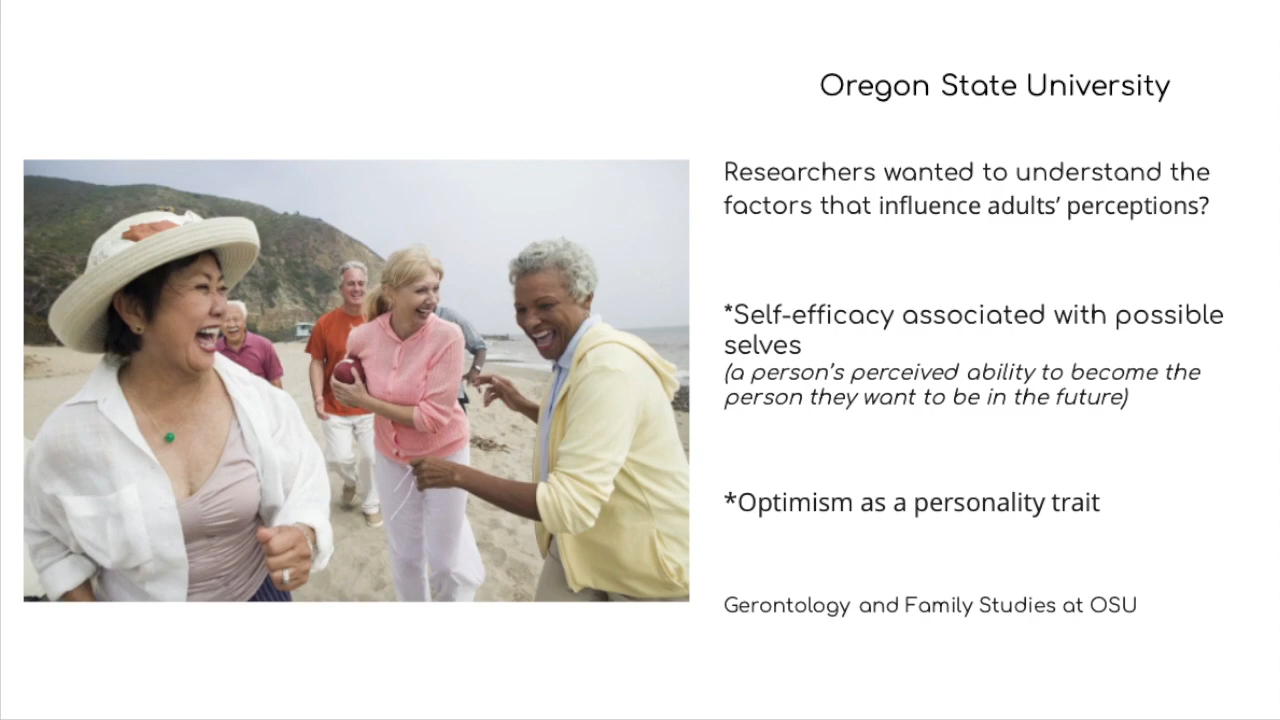 Oregon State University
Researchers wanted to understand the
factors that influence adults’ perceptions?
*Self-efficacy associated with possible
selves
(a person’s perceived ability to become the
person they want to be in the future)
*Optimism as a personality trait
Gerontology and Family Studies at OSU